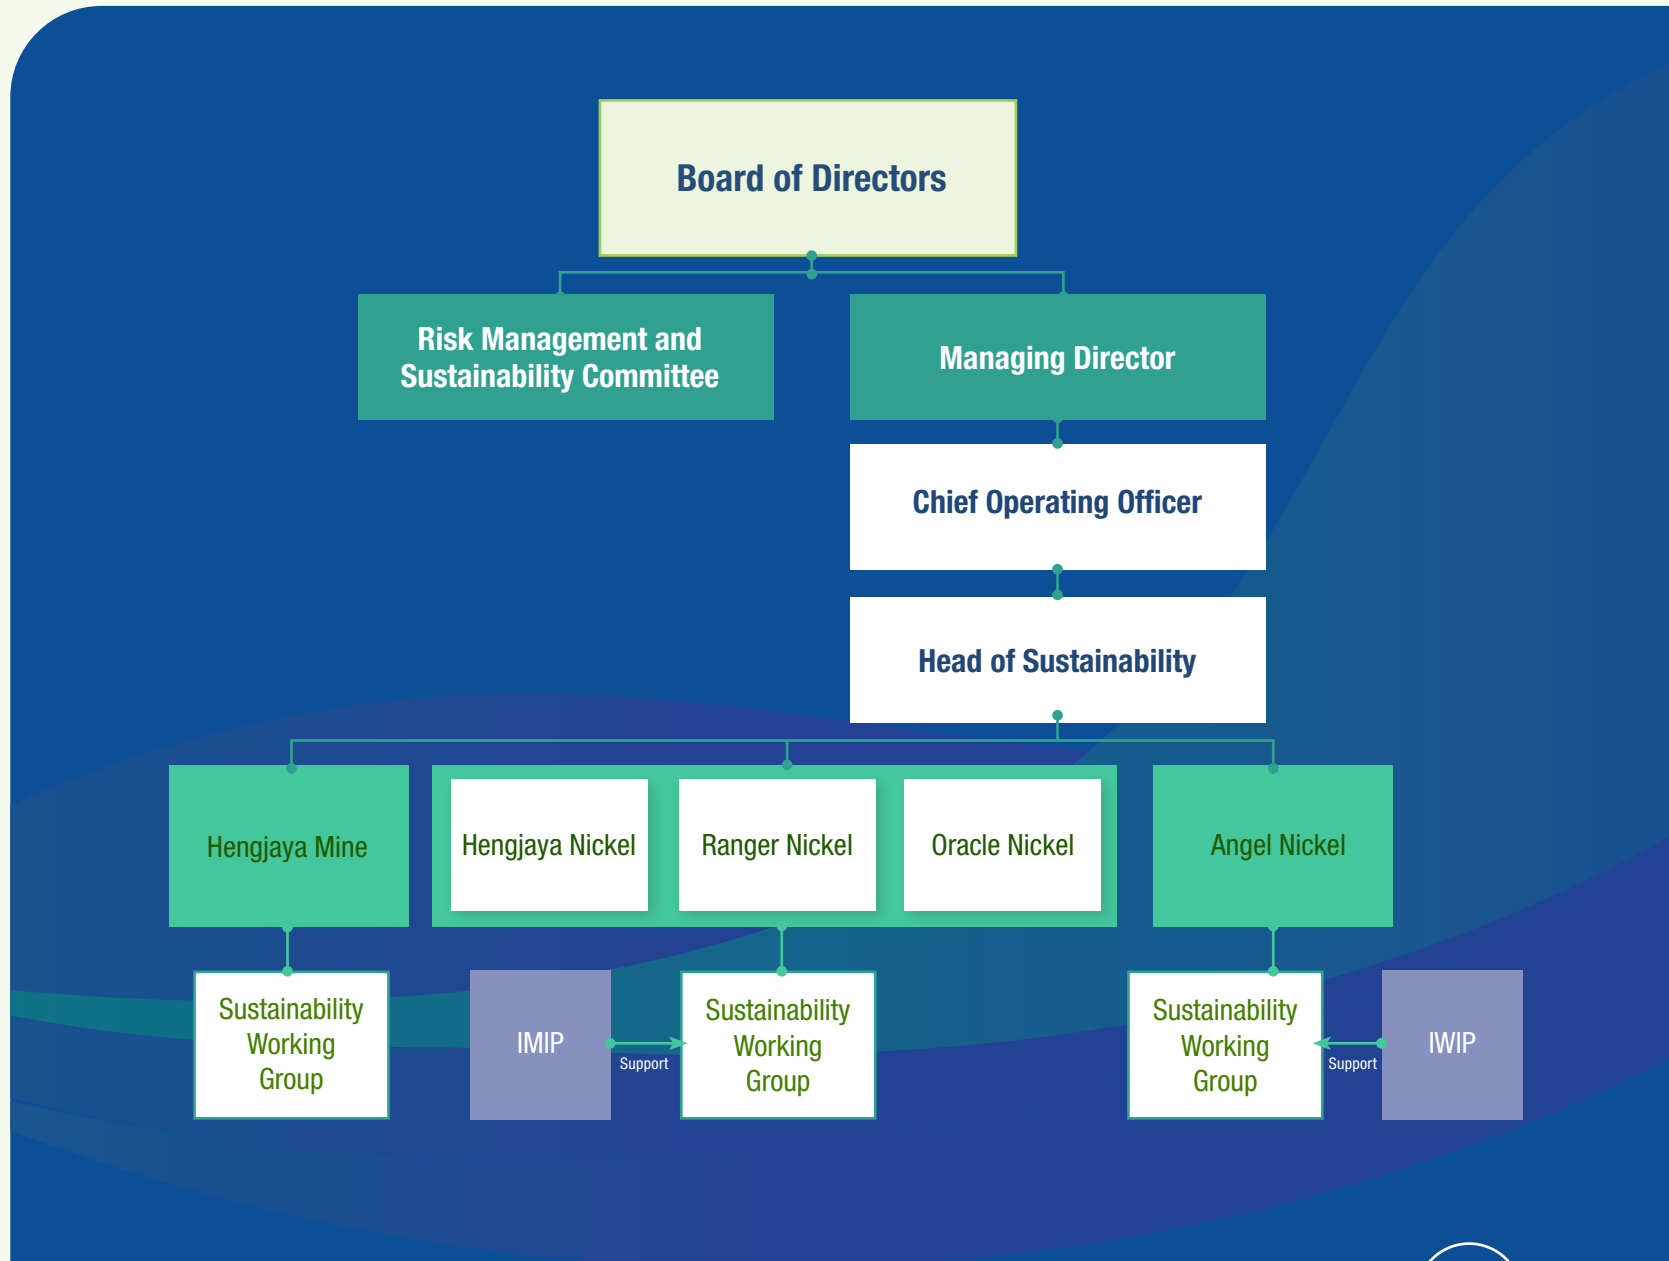 Board of Directors
Risk Management and
Sustainability Committee
Managing Director
Chief Operating Officer
Head of Sustainability
Hengjaya Mine
Hengjaya Nickel
Ranger Nickel
Oracle Nickel
Angel Nickel
Sustainability
Working
Group
IMIP
Support
Sustainability
Working
Group
Sustainability
Working
Group
Support
IWIP